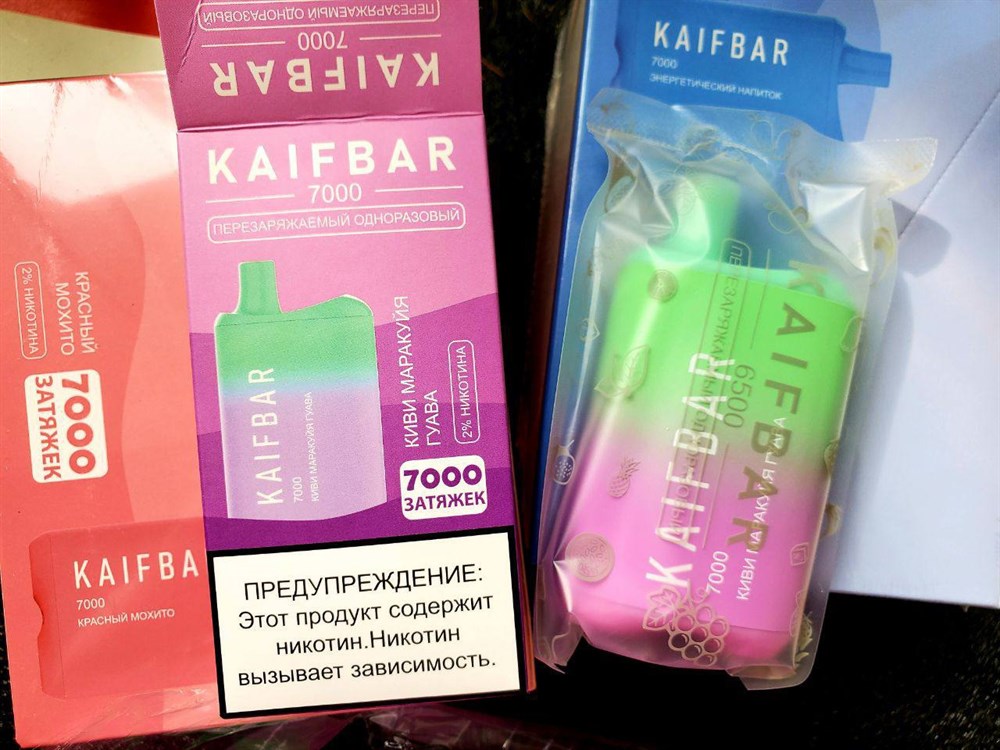 ПЕРЕЗАРЯЖАЕМЫЙ ОДНОРАЗОВЫЙ
7000
KAIFBAR
KAIFBAR
7000
ПЕРЕЗАРЯЖАЕМЫЙ ОДНОРАЗОВЫЙ
KAIFBAR
7000
КИВИ МАРАКУЙЯ ГУАВА
КИВИ МАРАКУЙЯ
ГУАВА
2% НИКОТИНА
7000
ЗАТЯЖЕК
ПРЕДУПРЕЖДЕНИЕ:
Этот продукт содержит
никотин.Никотин
вызывает зависимость.
КРАСНЫЙ
МОХИТО
2% НИКОТИНА
7000
ЗАТЯЖЕК
KAIFBA
7000
КРАСНЫЙ МОХИТО
KAIFBAR
7000
ЭНЕРГЕТИЧЕСКИЙ НАПИТОК
KAIFBAR
6500
KAIFBAR
7000
КИВИ МАРАКУЙЯ ГУАВА